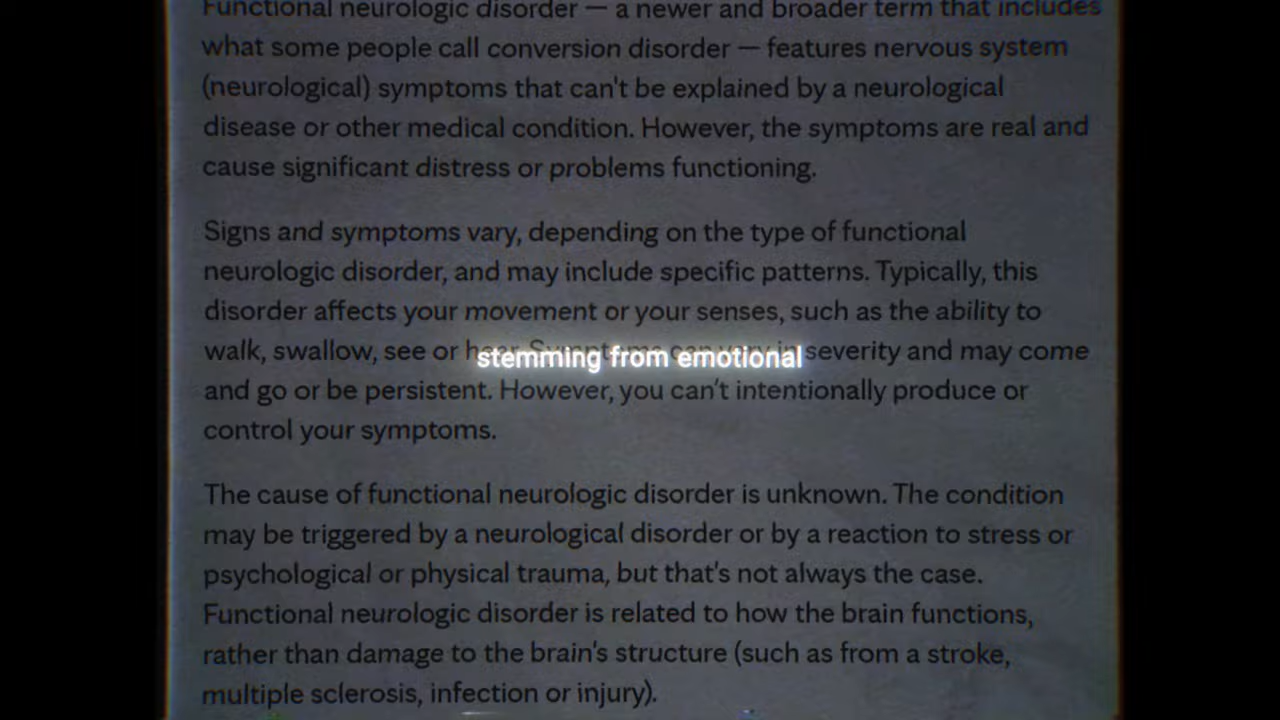 Functional neurologic disorder — a newer and broader term that includes
what some people call conversion disorder — features nervous system
(neurological) symptoms that can't be explained by a neurological
disease or other medical condition. However, the symptoms are real and
cause significant distress or problems functioning.
Signs and symptoms vary, depending on the type of functional
neurologic disorder, and may include specific patterns. Typically, this
disorder affects your movement or your senses, such as the ability to
walk, swallow, see or severity and may come
stemming from emotional
and go or be persistent. However, you can't intentionally produce or
control your symptoms.
The cause of functional neurologic disorder is unknown. The condition
may be triggered by a neurological disorder or by a reaction to stress or
psychological or physical trauma, but that's not always the case.
Functional neurologic disorder is related to how the brain functions,
rather than damage to the brain's structure (such as from a stroke,
multiple sclerosis, infection or injury).